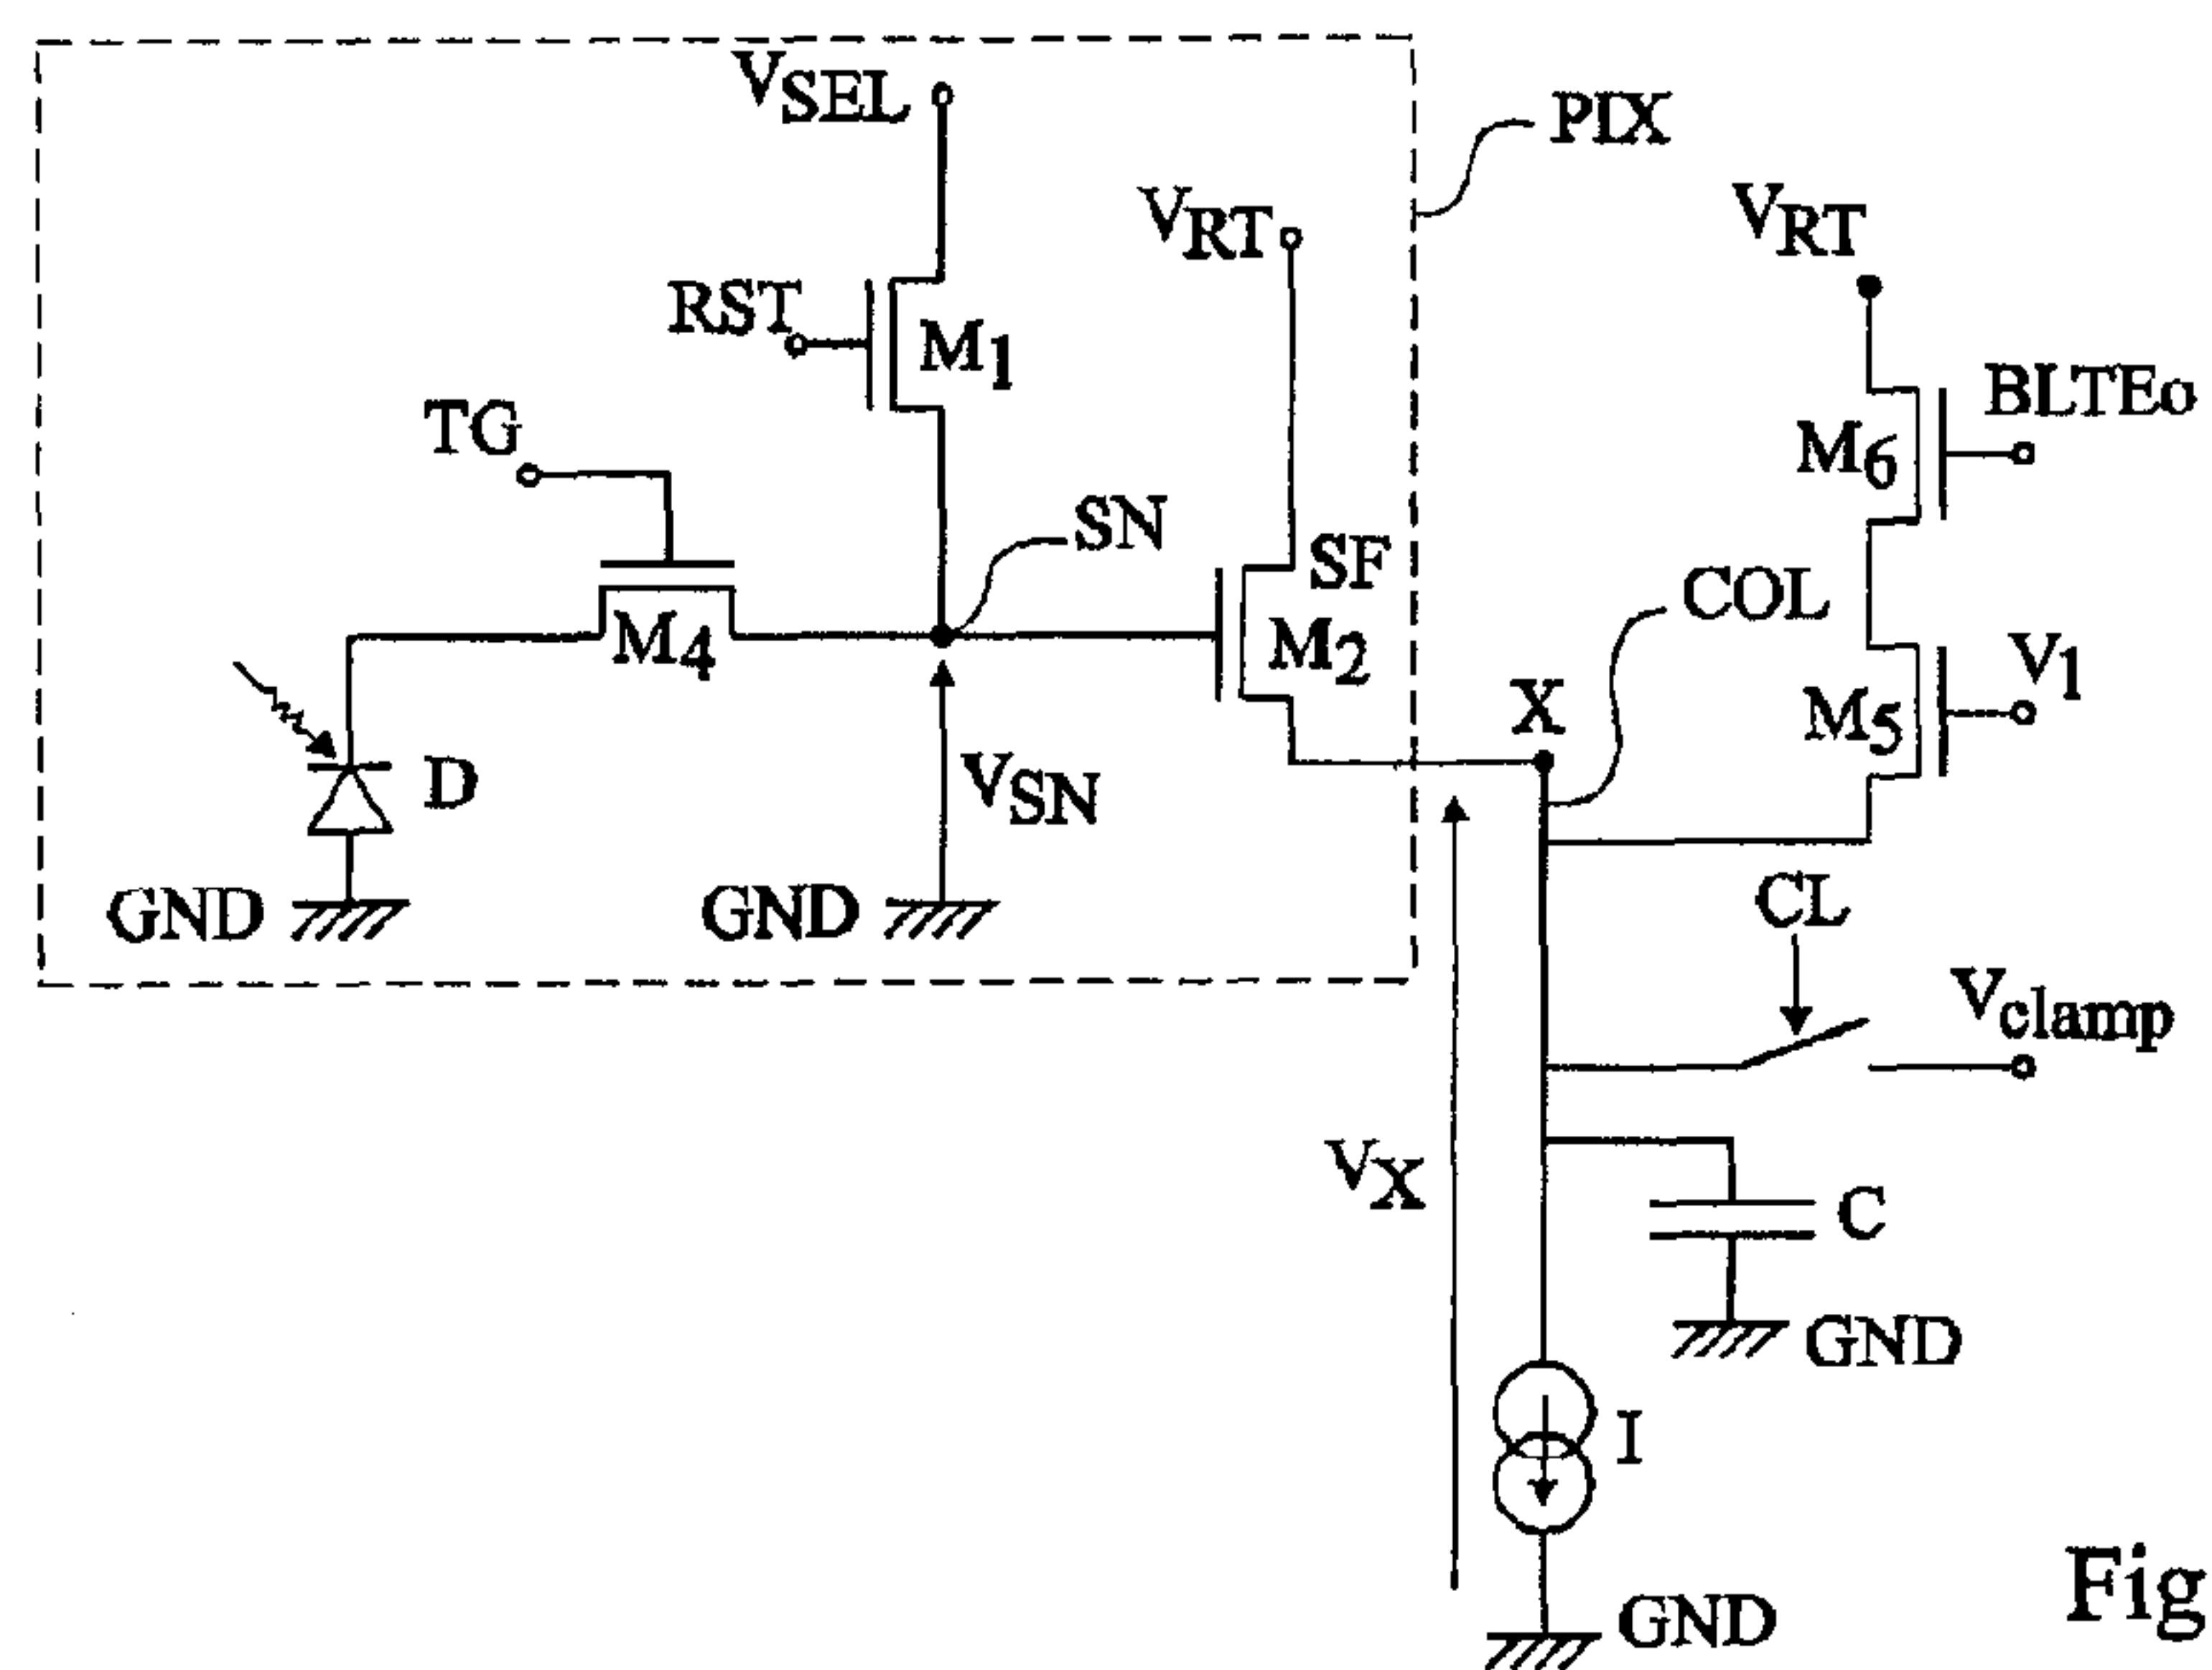 VSEL
PIX
VRT
VRT
RST
M1
BLTEo
TG
M6
SN
SF
COL
M4
M2
V1
X
M5
D
VSN
CL
GND
GND
Vclamp
VX
C
GND
I
GND
Fig